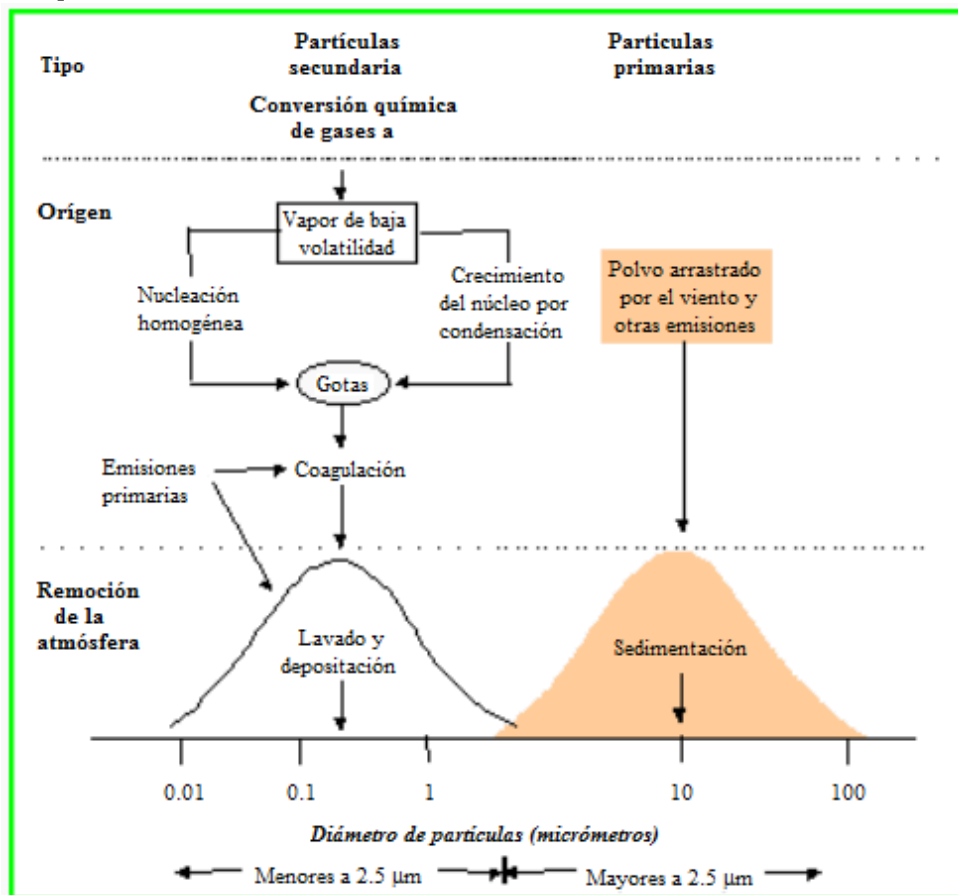 Tipo
Partículas
secundaria
Particulas
primarias
Conversión química
de gases a
Orígen
Vapor de baja
volatilidad
Nucleación
homogénea
Crecimiento
del núcleo por
condensación
Polvo arrastrado
por el viento y
otras emisiones
Gotas
Emisiones
primarias
Coagulación
Remoción
de la
atmósfera
Lavado y
depositación
Sedimentación
0.01
0.1
1
10
100
Diámetro de partículas (micrómetros)
Menores a 2.5 µm
Mayores a 2.5 µm